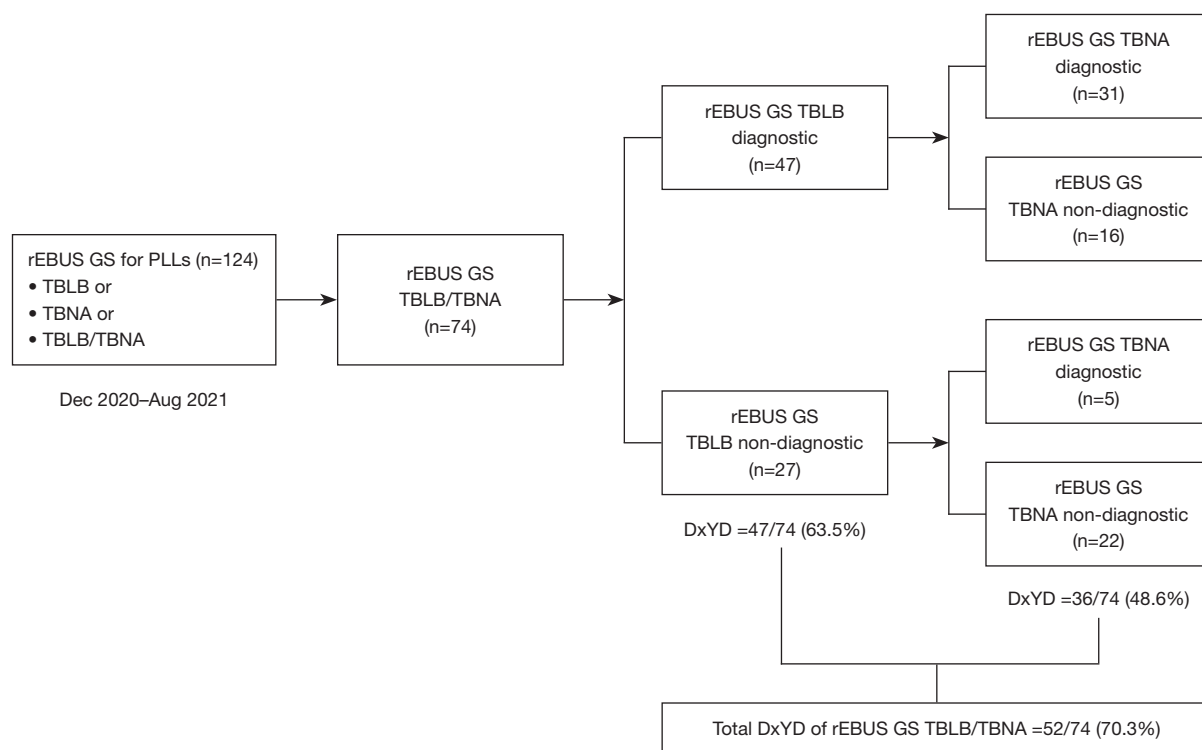 rEBUS GS for PLLs (n=124)
• TBLB or
• TBNA or
• TBLB/TBNA
Dec 2020–Aug 2021
rEBUS GS
TBLB/TBNA
(n=74)
rEBUS GS TBLB
diagnostic
(n=47)
rEBUS GS
TBLB non-diagnostic
(n=27)
DxYD =47/74 (63.5%)
rEBUS GS TBNA
diagnostic
(n=31)
rEBUS GS
TBNA non-diagnostic
(n=16)
rEBUS GS TBNA
diagnostic
(n=5)
rEBUS GS
TBNA non-diagnostic
(n=22)
DxYD =36/74 (48.6%)
Total DxYD of rEBUS GS TBLB/TBNA =52/74 (70.3%)